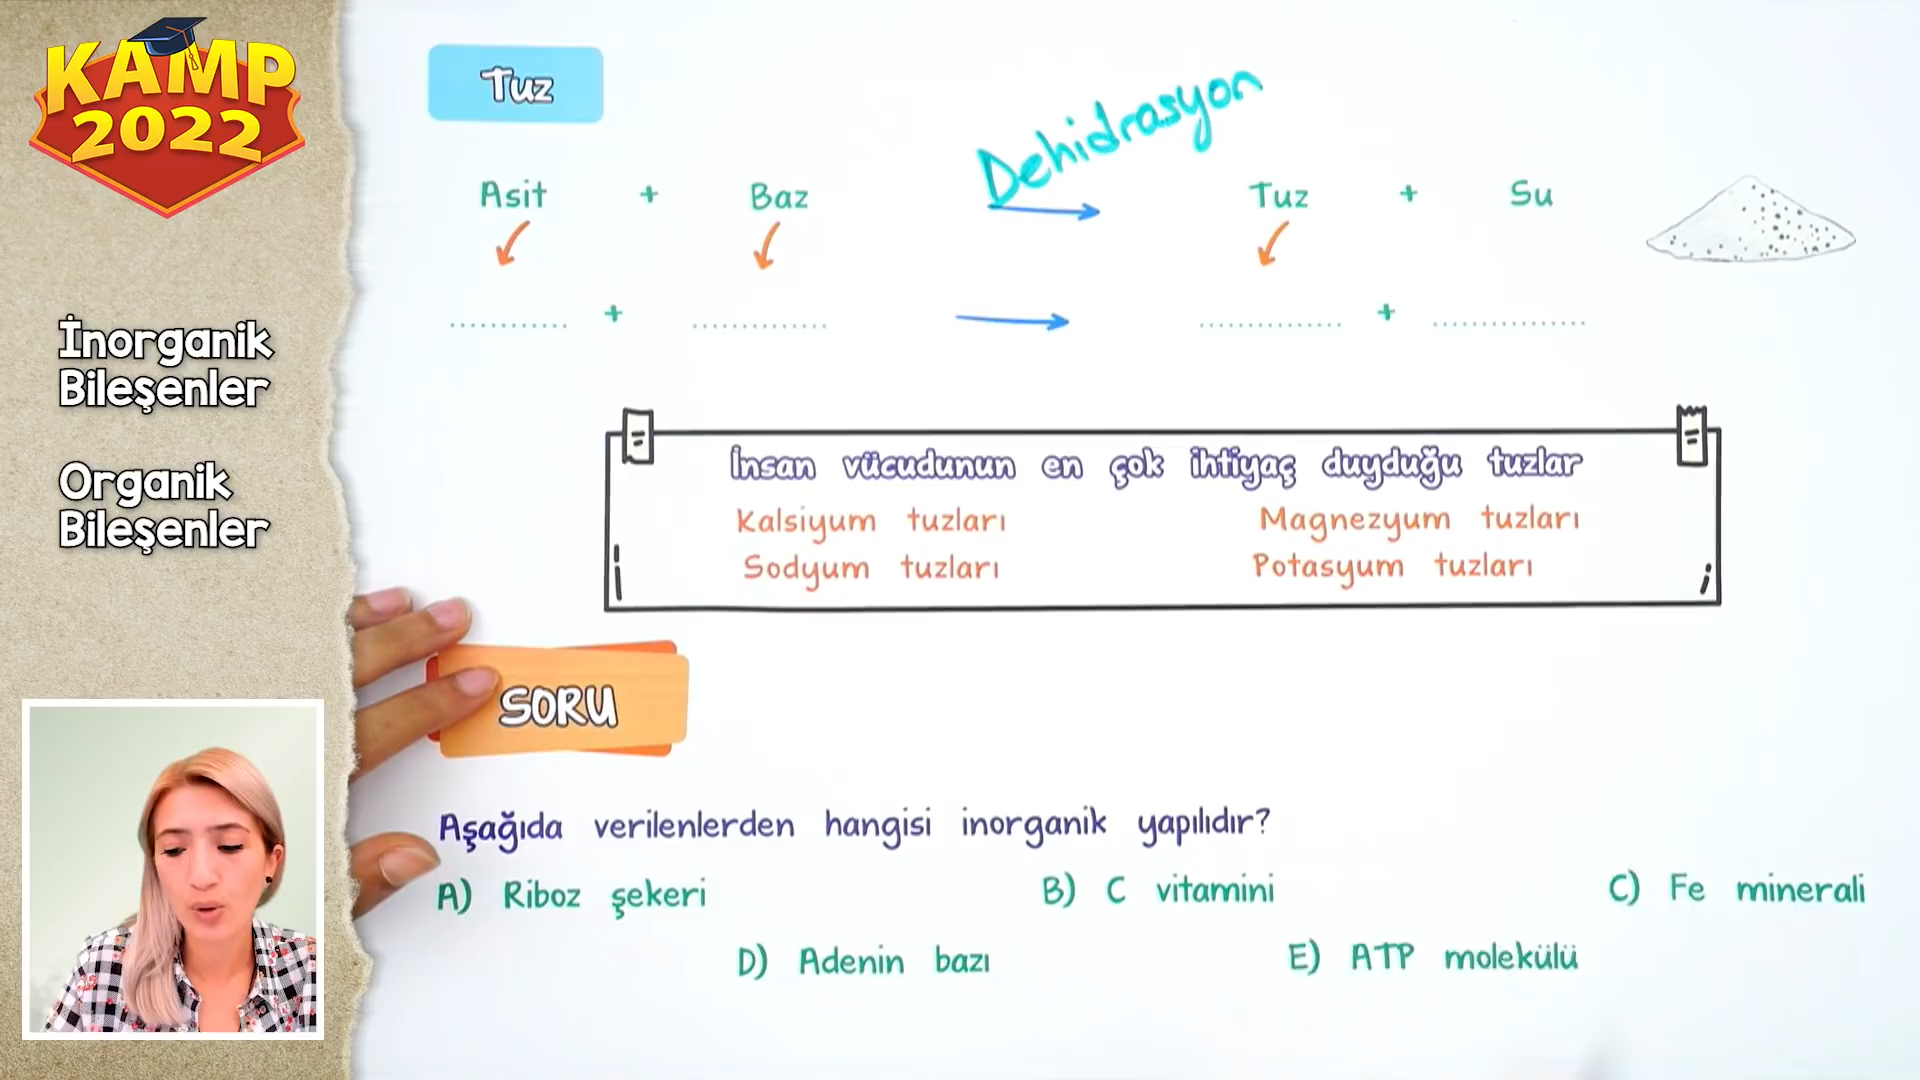 KAMP
2022
İnorganik
Bileşenler
Organik
Bileşenler
Tuz
Dehidrasyon
Asit + Baz → Tuz + Su
............ + .............. → .............. + ................
İnsan vücudunun en çok ihtiyaç duyduğu tuzlar
Kalsiyum tuzları Magnezyum tuzları
Sodyum tuzları Potasyum tuzları
SORU
Aşağıda verilenlerden hangisi inorganik yapılıdır?
A) Riboz şekeri B) C vitamini C) Fe minerali
D) Adenin bazı E) ATP molekülü